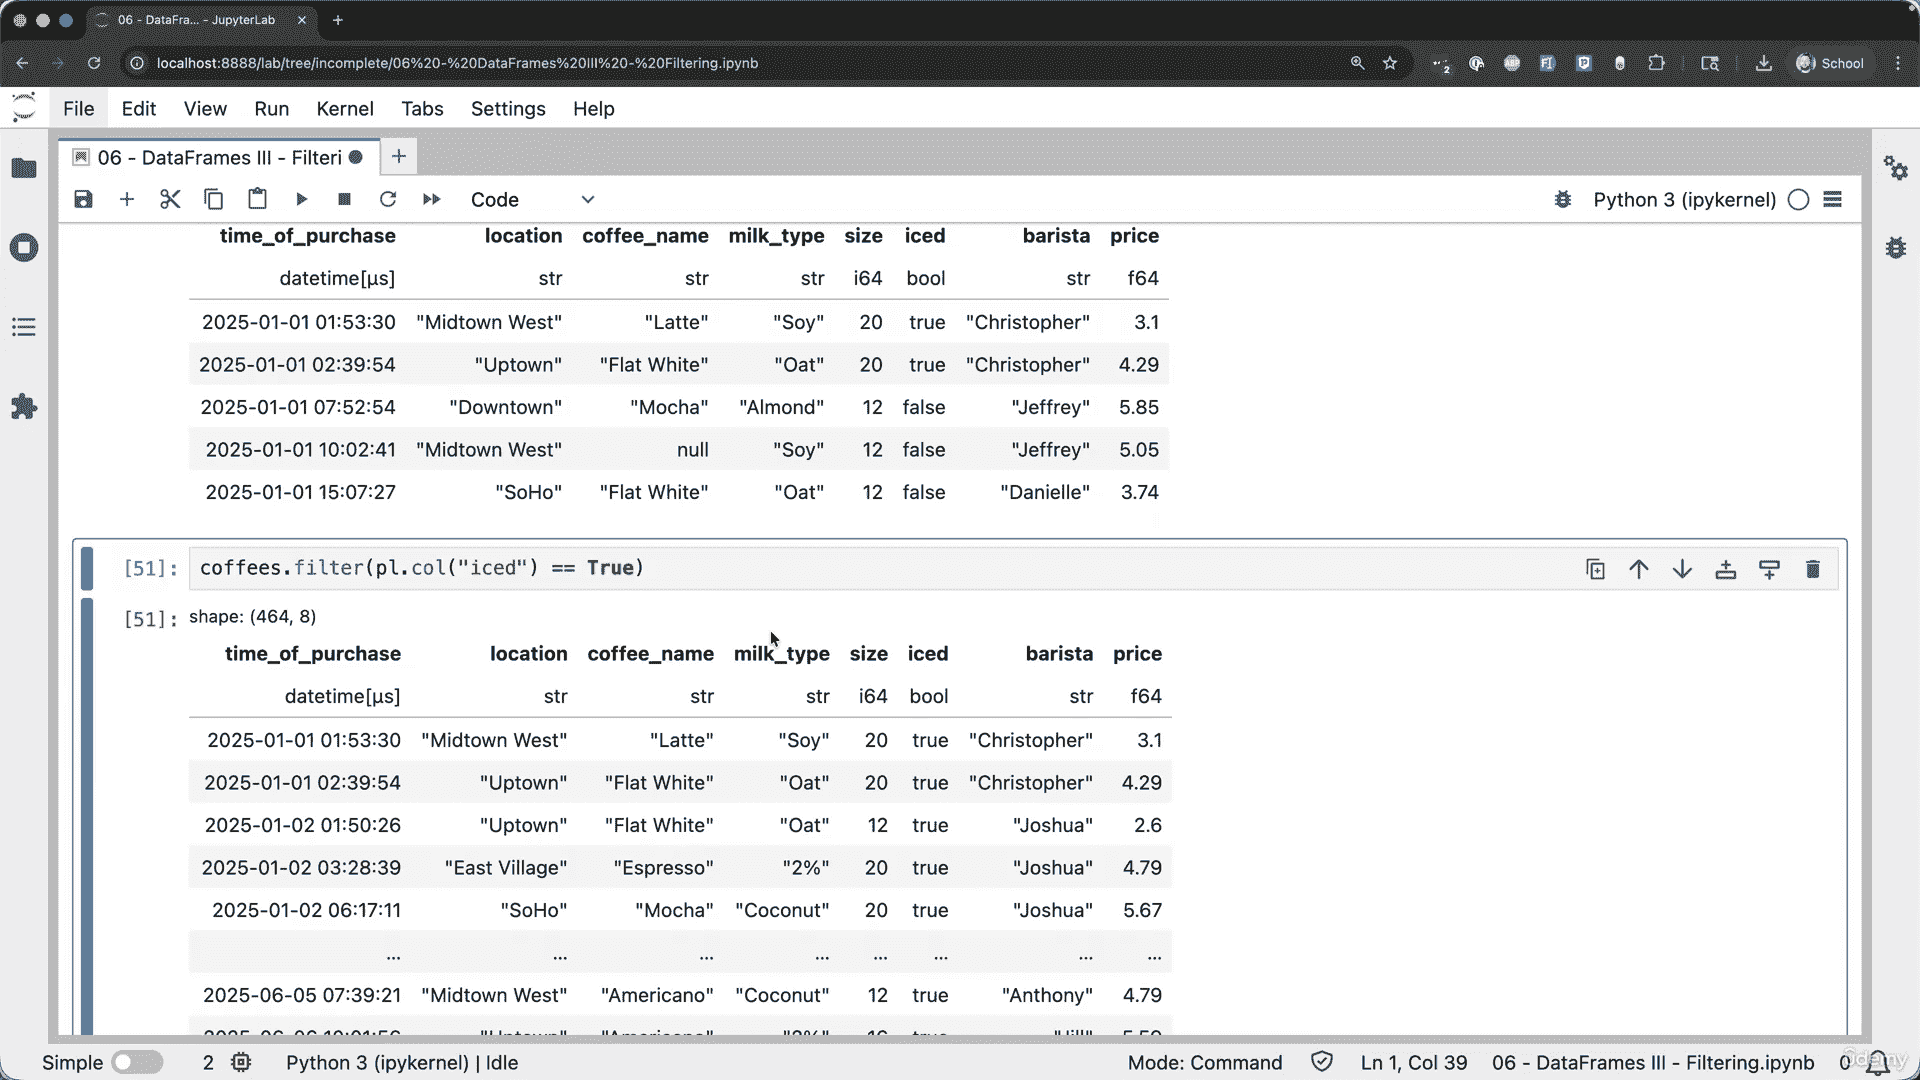 06 - DataFra... - JupyterLab
localhost:8888/lab/tree/incomplete/06%20-%20DataFrames%20III%20-%20Filtering.ipynb
2
ABP
School
File Edit View Run Kernel Tabs Settings Help
06 - DataFrames III - Filteri
Code
Python 3 (ipykernel)
time_of_purchase location coffee_name milk_type size iced barista price
datetime[μs] str str str i64 bool str f64
2025-01-01 01:53:30 "Midtown West" "Latte" "Soy" 20 true "Christopher" 3.1
2025-01-01 02:39:54 "Uptown" "Flat White" "Oat" 20 true "Christopher" 4.29
2025-01-01 07:52:54 "Downtown" "Mocha" "Almond" 12 false "Jeffrey" 5.85
2025-01-01 10:02:41 "Midtown West" null "Soy" 12 false "Jeffrey" 5.05
2025-01-01 15:07:27 "SoHo" "Flat White" "Oat" 12 false "Danielle" 3.74
[51]: coffees.filter(pl.col("iced") == True)
[51]: shape: (464, 8)
time_of_purchase location coffee_name milk_type size iced barista price
datetime[μs] str str str i64 bool str f64
2025-01-01 01:53:30 "Midtown West" "Latte" "Soy" 20 true "Christopher" 3.1
2025-01-01 02:39:54 "Uptown" "Flat White" "Oat" 20 true "Christopher" 4.29
2025-01-02 01:50:26 "Uptown" "Flat White" "Oat" 12 true "Joshua" 2.6
2025-01-02 03:28:39 "East Village" "Espresso" "2%" 20 true "Joshua" 4.79
2025-01-02 06:17:11 "SoHo" "Mocha" "Coconut" 20 true "Joshua" 5.67
... ... ... ... ... ... ... ...
2025-06-05 07:39:21 "Midtown West" "Americano" "Coconut" 12 true "Anthony" 4.79
Simple 2 Python 3 (ipykernel) | Idle Mode: Command Ln 1, Col 39 06 - DataFrames III - Filtering.ipynb 0